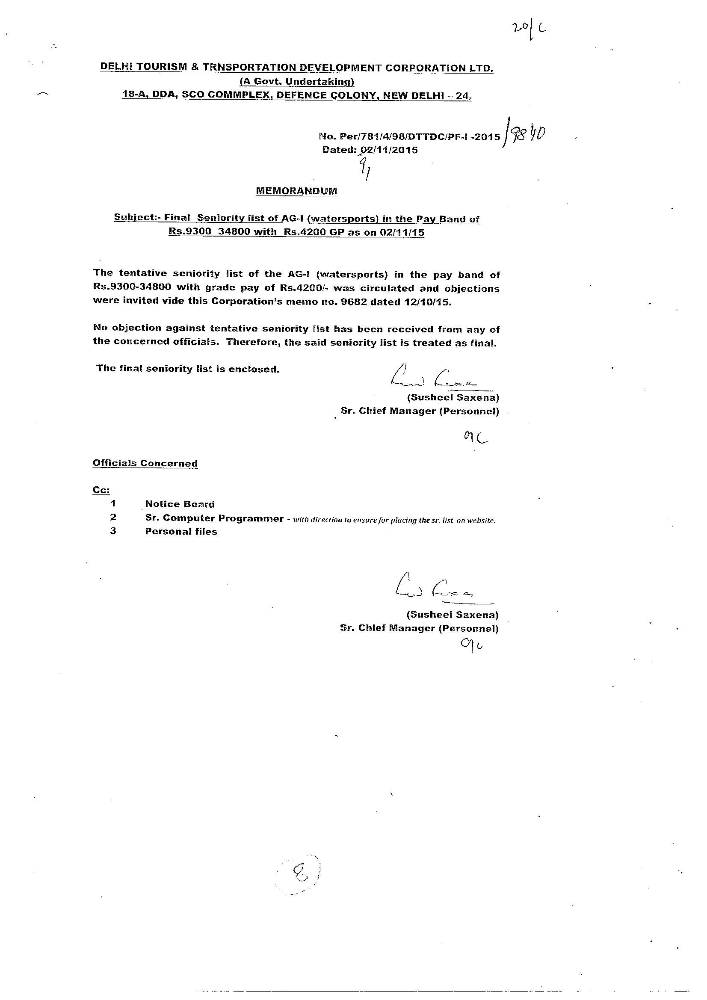 20/C
DELHI TOURISM & TRNSPORTATION DEVELOPMENT CORPORATION LTD.
(A Govt. Undertaking)
18-A, DDA, SCO COMMPLEX, DEFENCE COLONY, NEW DELHI – 24.
No. Per/781/4/98/DTTDC/PF-I -2015 /9840
Dated: 02/11/2015
9/
MEMORANDUM
Subject:- Final Seniority list of AG-I (watersports) in the Pay Band of
Rs.9300 34800 with Rs.4200 GP as on 02/11/15
The tentative seniority list of the AG-I (watersports) in the pay band of
Rs.9300-34800 with grade pay of Rs.4200/- was circulated and objections
were invited vide this Corporation's memo no. 9682 dated 12/10/15.
No objection against tentative seniority list has been received from any of
the concerned officials. Therefore, the said seniority list is treated as final.
The final seniority list is enclosed.
(Susheel Saxena)
Sr. Chief Manager (Personnel)
Officials Concerned
Cc:
1 Notice Board
2 Sr. Computer Programmer - with direction to ensure for placing the sr. list on website.
3 Personal files
(Susheel Saxena)
Sr. Chief Manager (Personnel)
8